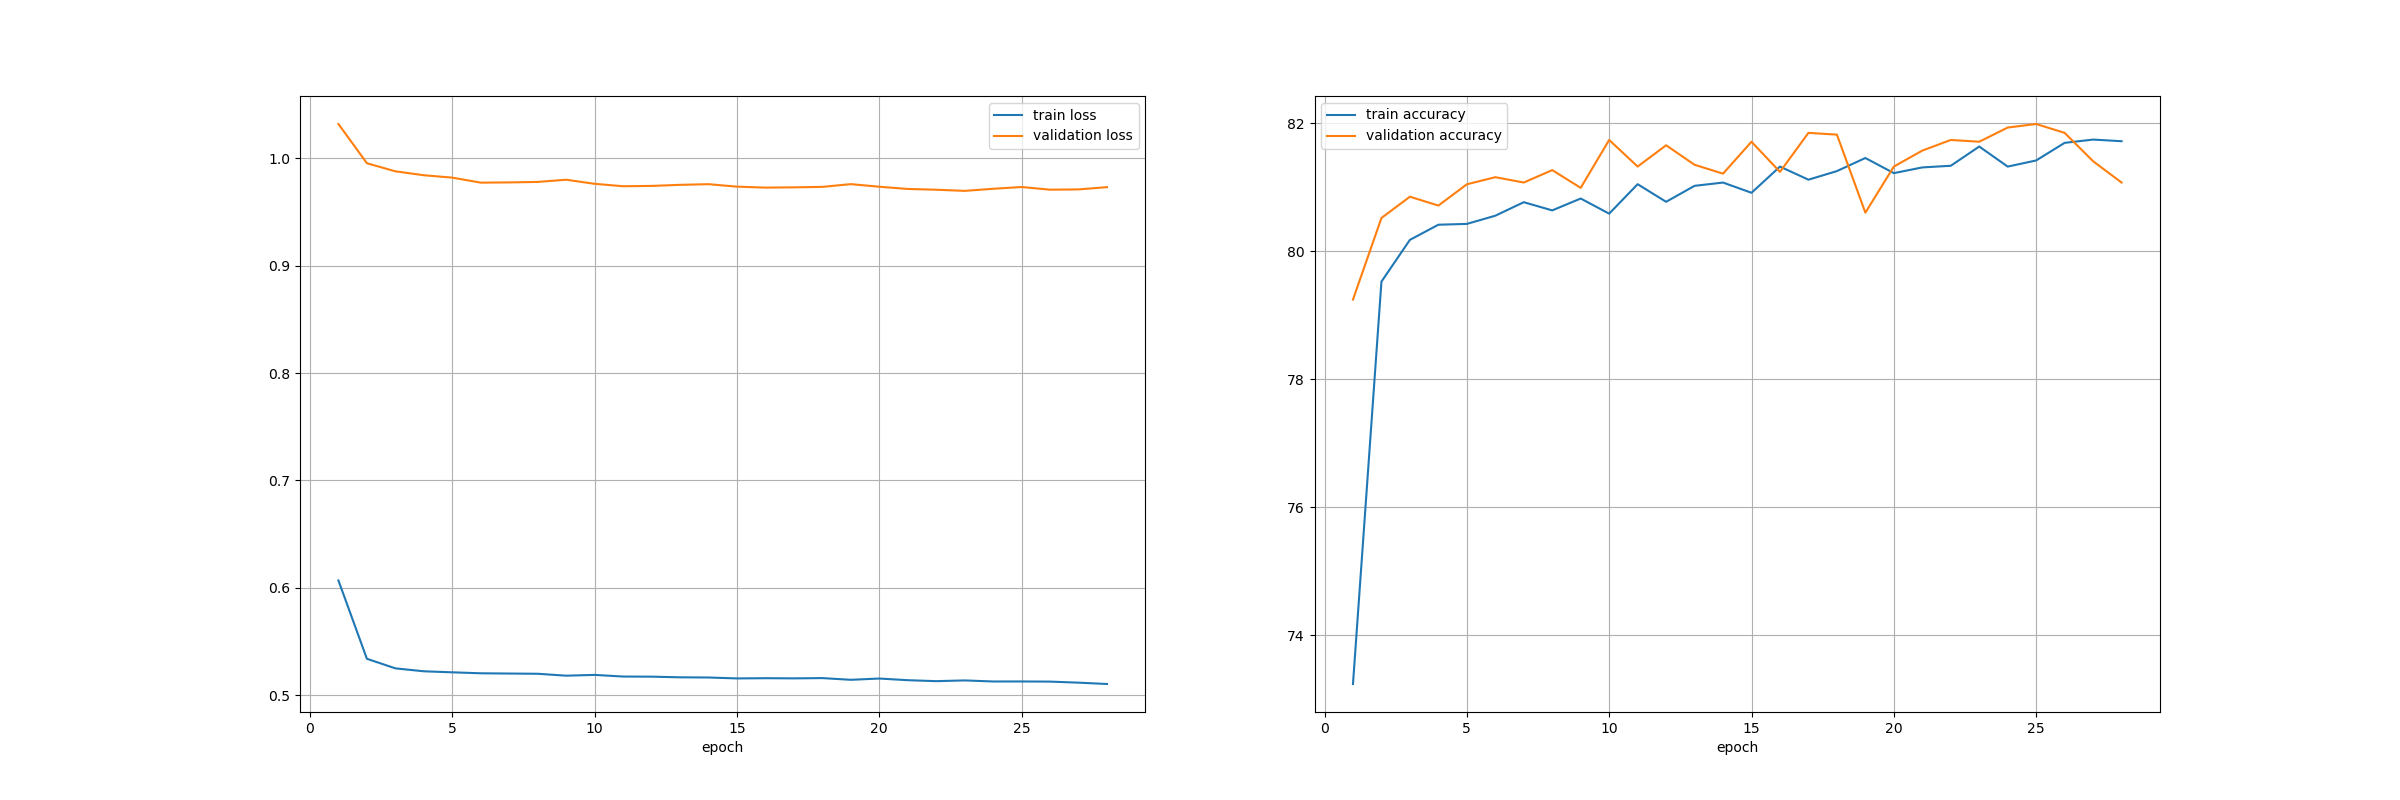 train loss
validation loss
1.0
0.9
0.8
0.7
0.6
0.5
0 5 10 15 20 25
epoch
train accuracy
validation accuracy
82
80
78
76
74
0 5 10 15 20 25
epoch